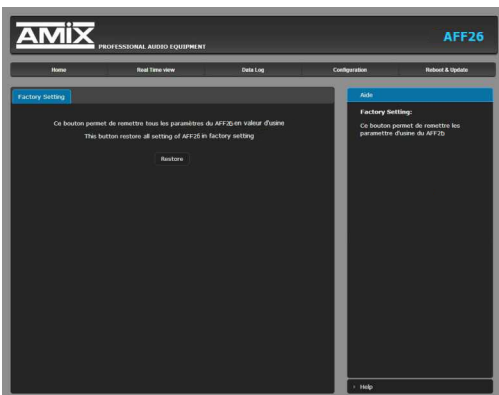 AMIX PROFESSIONAL AUDIO EQUIPMENT
AFF26
Home Real Time view Data Log Configuration Reboot & Update
Factory Setting
Ce bouton permet de remettre tous les paramètres du AFF26 en valeur d'usine
This button restore all setting of AFF26 in factory setting
Restore
Aide
Factory Setting:
Ce bouton permet de remettre les
paramettre d'usine du AFF26
› Help